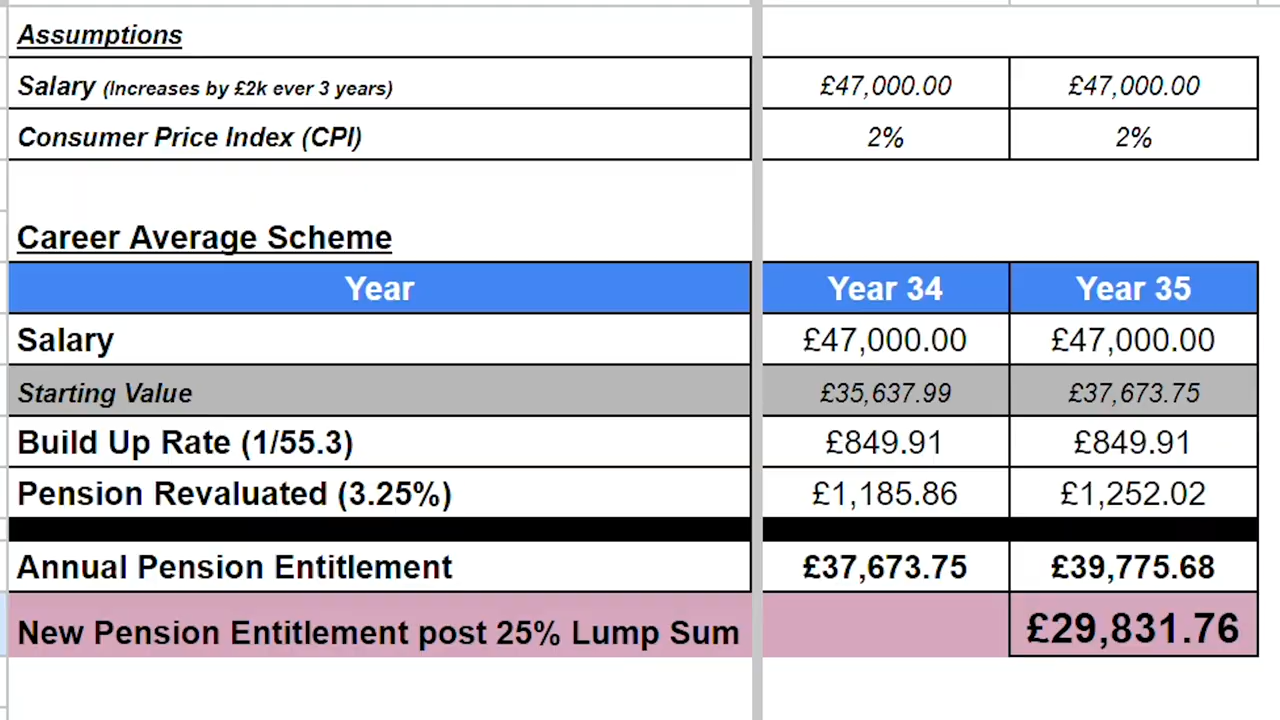 Assumptions
Salary (Increases by £2k ever 3 years) £47,000.00 £47,000.00
Consumer Price Index (CPI) 2% 2%
Career Average Scheme
Year Year 34 Year 35
Salary £47,000.00 £47,000.00
Starting Value £35,637.99 £37,673.75
Build Up Rate (1/55.3) £849.91 £849.91
Pension Revaluated (3.25%) £1,185.86 £1,252.02
Annual Pension Entitlement £37,673.75 £39,775.68
New Pension Entitlement post 25% Lump Sum £29,831.76